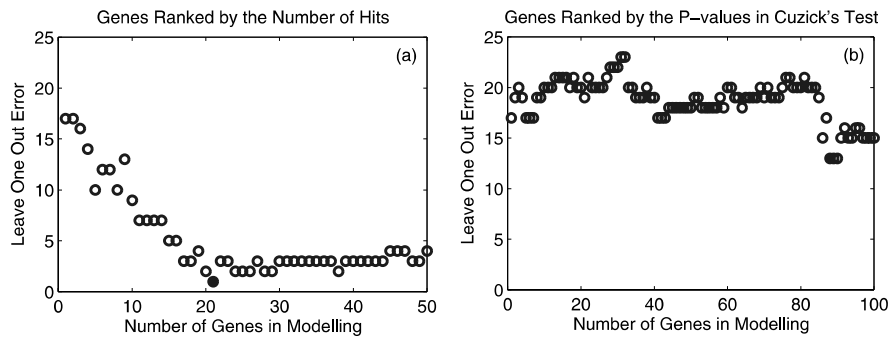 Genes Ranked by the Number of Hits
(a)
25
20
15
10
5
0
Leave One Out Error
0 10 20 30 40 50
Number of Genes in Modelling
Genes Ranked by the P-values in Cuzick's Test
(b)
25
20
15
10
5
0
Leave One Out Error
0 20 40 60 80 100
Number of Genes in Modelling